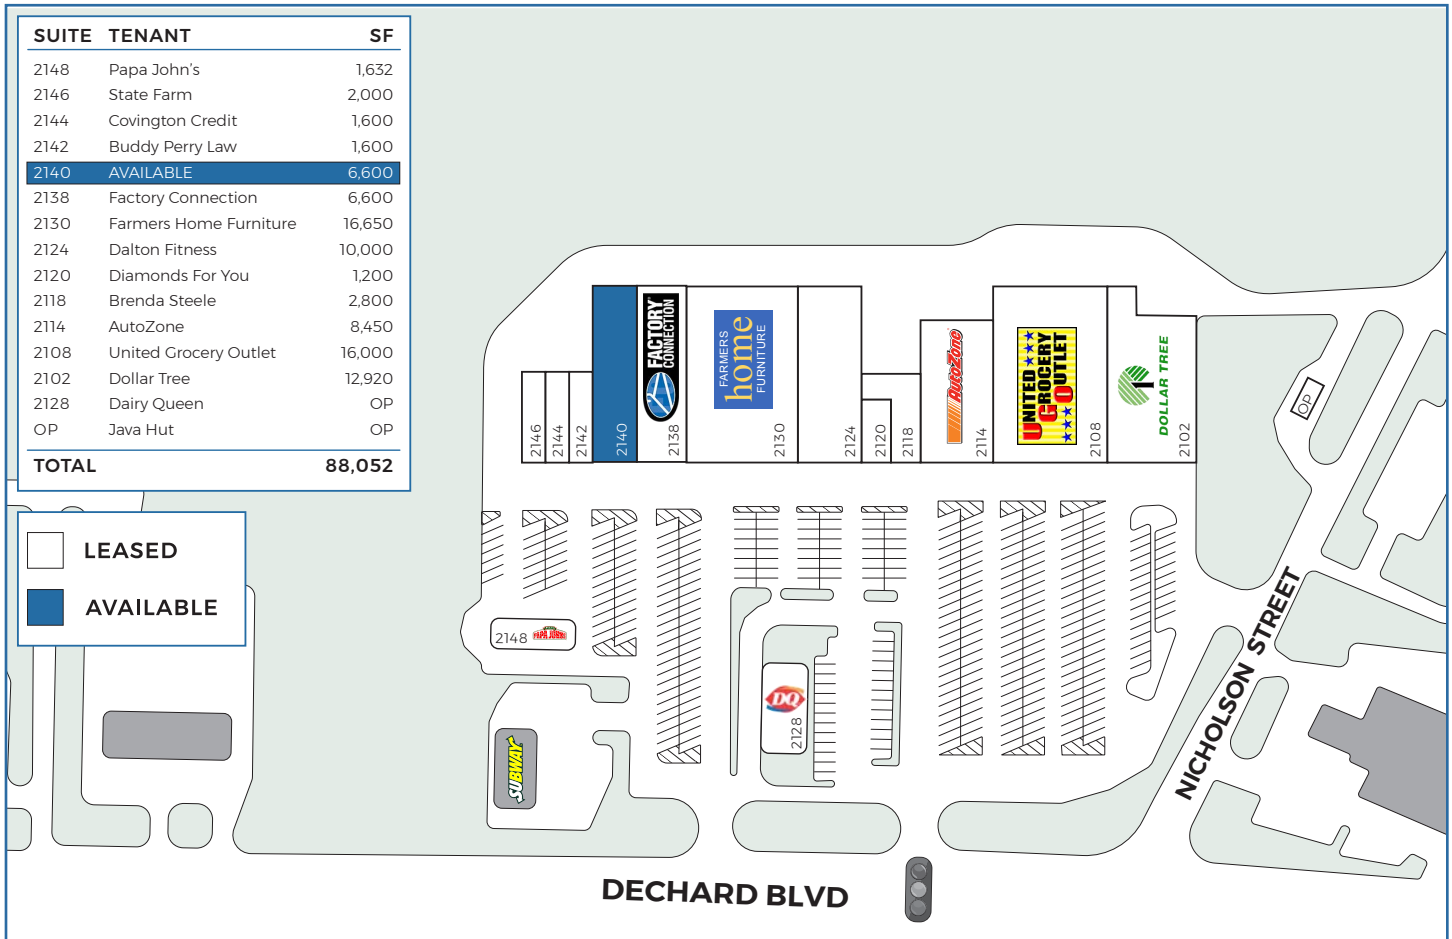 SUITE TENANT SF
2148 Papa John's 1,632
2146 State Farm 2,000
2144 Covington Credit 1,600
2142 Buddy Perry Law 1,600
2140 AVAILABLE 6,600
2138 Factory Connection 6,600
2130 Farmers Home Furniture 16,650
2124 Dalton Fitness 10,000
2120 Diamonds For You 1,200
2118 Brenda Steele 2,800
2114 AutoZone 8,450
2108 United Grocery Outlet 16,000
2102 Dollar Tree 12,920
2128 Dairy Queen OP
OP Java Hut OP
TOTAL 88,052
LEASED
AVAILABLE
2146
2144
2142
2140
FACTORY
CONNECTION
2138
FARMERS
home
FURNITURE
2130
2124
2120
2118
AutoZone
2114
UNITED
GROCERY
OUTLET
2108
1
DOLLAR TREE
2102
OP
2148 PAPA JOHNS
DQ
2128
SUBWAY
NICHOLSON STREET
DECHARD BLVD